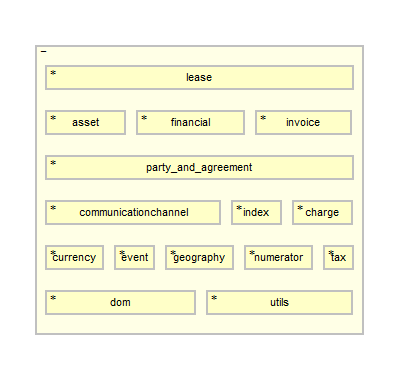 −
* lease
* asset * financial * invoice
* party_and_agreement
* communicationchannel * index * charge
* currency * event * geography * numerator * tax
* dom * utils